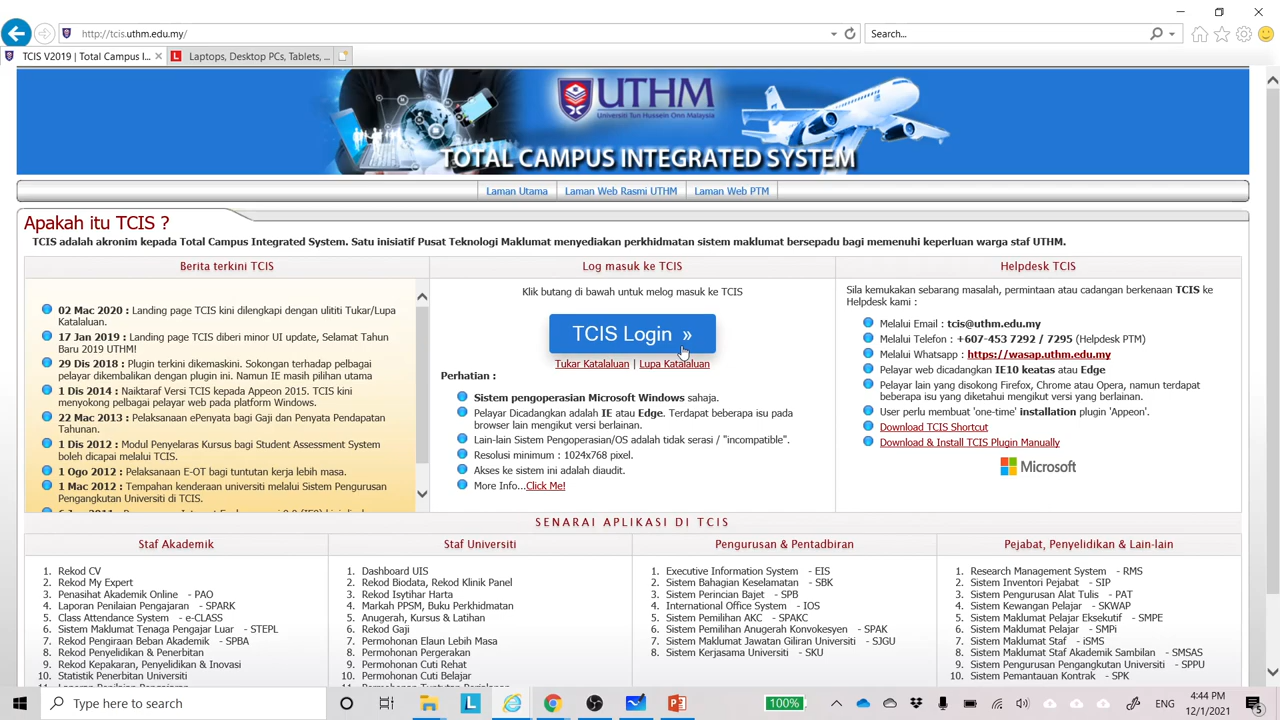 http://tcis.uthm.edu.my/
Search...
TCIS V2019 | Total Campus I...
Laptops, Desktop PCs, Tablets, ...
UTHM
Universiti Tun Hussein Onn Malaysia
TOTAL CAMPUS INTEGRATED SYSTEM
Laman Utama
Laman Web Rasmi UTHM
Laman Web PTM
Apakah itu TCIS ?
TCIS adalah akronim kepada Total Campus Integrated System. Satu inisiatif Pusat Teknologi Maklumat menyediakan perkhidmatan sistem maklumat bersepadu bagi memenuhi keperluan warga staf UTHM.
Berita terkini TCIS
02 Mac 2020 : Landing page TCIS kini dilengkapi dengan ulititi Tukar/Lupa
Katalaluan.
17 Jan 2019 : Landing page TCIS diberi minor UI update, Selamat Tahun
Baru 2019 UTHM!
29 Dis 2018 : Plugin terkini dikemaskini. Sokongan terhadap pelbagai
pelayar dikembalikan dengan plugin ini. Namun IE masih pilihan utama
1 Dis 2014 : Naiktaraf Versi TCIS kepada Appeon 2015. TCIS kini
menyokong pelbagai pelayar web pada platform Windows.
22 Mac 2013 : Pelaksanaan ePenyata bagi Gaji dan Penyata Pendapatan
Tahunan.
1 Dis 2012 : Modul Penyelaras Kursus bagi Student Assessment System
boleh dicapai melalui TCIS.
1 Ogo 2012 : Pelaksanaan E-OT bagi tuntutan kerja lebih masa.
1 Mac 2012 : Tempahan kenderaan universiti melalui Sistem Pengurusan
Pengangkutan Universiti di TCIS.
Log masuk ke TCIS
Klik butang di bawah untuk melog masuk ke TCIS
TCIS Login »
Tukar Katalaluan | Lupa Katalaluan
Perhatian :
Sistem pengoperasian Microsoft Windows sahaja.
Pelayar Dicadangkan adalah IE atau Edge. Terdapat beberapa isu pada
browser lain mengikut versi berlainan.
Lain-lain Sistem Pengoperasian/OS adalah tidak serasi / "incompatible".
Resolusi minimum : 1024x768 pixel.
Akses ke sistem ini adalah diaudit.
More Info...Click Me!
Helpdesk TCIS
Sila kemukakan sebarang masalah, permintaan atau cadangan berkenaan TCIS ke
Helpdesk kami :
Melalui Email : tcis@uthm.edu.my
Melalui Telefon : +607-453 7292 / 7295 (Helpdesk PTM)
Melalui Whatsapp : https://wasap.uthm.edu.my
Pelayar web dicadangkan IE10 keatas atau Edge
Pelayar lain yang disokong Firefox, Chrome atau Opera, namun terdapat
beberapa isu yang diketahui mengikut versi yang berlainan.
User perlu membuat 'one-time' installation plugin 'Appeon'.
Download TCIS Shortcut
Download & Install TCIS Plugin Manually
Microsoft
SENARAI APLIKASI DI TCIS
Staf Akademik
1. Rekod CV
2. Rekod My Expert
3. Penasihat Akademik Online - PAO
4. Laporan Penilaian Pengajaran - SPARK
5. Class Attendance System - e-CLASS
6. Sistem Maklumat Tenaga Pengajar Luar - STEPL
7. Rekod Pengiraan Beban Akademik - SPBA
8. Rekod Penyelidikan & Penerbitan
9. Rekod Kepakaran, Penyelidikan & Inovasi
10. Statistik Penerbitan Universiti
Staf Universiti
1. Dashboard UIS
2. Rekod Biodata, Rekod Klinik Panel
3. Rekod Isytihar Harta
4. Markah PPSM, Buku Perkhidmatan
5. Anugerah, Kursus & Latihan
6. Rekod Gaji
7. Permohonan Elaun Lebih Masa
8. Permohonan Pergerakan
9. Permohonan Cuti Rehat
10. Permohonan Cuti Belajar
Pengurusan & Pentadbiran
1. Executive Information System - EIS
2. Sistem Bahagian Keselamatan - SBK
3. Sistem Perincian Bajet - SPB
4. International Office System - IOS
5. Sistem Pemilihan AKC - SPAKC
6. Sistem Pemilihan Anugerah Konvokesyen - SPAK
7. Sistem Maklumat Jawatan Giliran Universiti - SJGU
8. Sistem Kerjasama Universiti - SKU
Pejabat, Penyelidikan & Lain-lain
1. Research Management System - RMS
2. Sistem Inventori Pejabat - SIP
3. Sistem Pengurusan Alat Tulis - PAT
4. Sistem Kewangan Pelajar - SKWAP
5. Sistem Maklumat Pelajar Eksekutif - SMPE
6. Sistem Maklumat Pelajar - SMPi
7. Sistem Maklumat Staf - iSMS
8. Sistem Maklumat Staf Akademik Sambilan - SMSAS
9. Sistem Pengurusan Pengangkutan Universiti - SPPU
10. Sistem Pemantauan Kontrak - SPK
Type here to search
100%
ENG
4:44 PM
12/1/2021
5